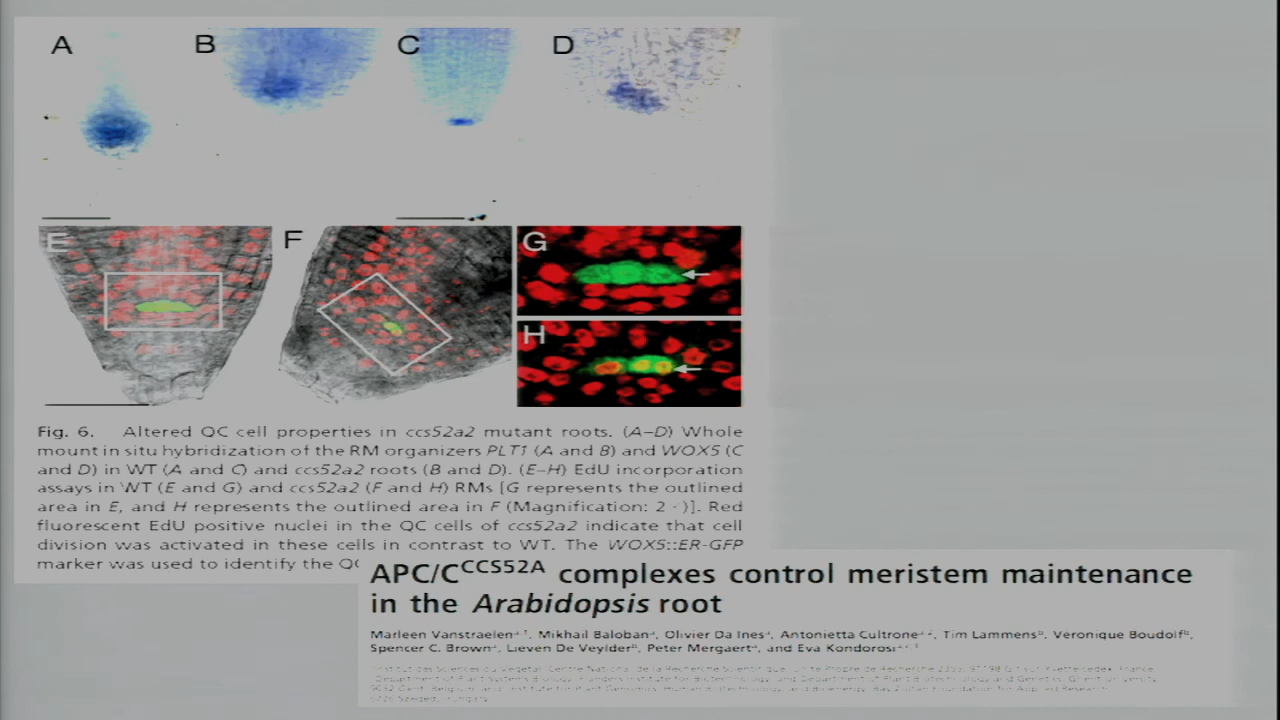 A
B
C
D
E
F
G
H
Fig. 6. Altered QC cell properties in ccs52a2 mutant roots. (A–D) Whole
mount in situ hybridization of the RM organizers PLT1 (A and B) and WOX5 (C
and D) in WT (A and C) and ccs52a2 roots (B and D). (E–H) EdU incorporation
assays in WT (E and G) and ccs52a2 (F and H) RMs [G represents the outlined
area in E, and H represents the outlined area in F (Magnification: 2 )]. Red
fluorescent EdU positive nuclei in the QC cells of ccs52a2 indicate that cell
division was activated in these cells in contrast to WT. The WOX5::ER-GFP
marker was used to identify the QC
APC/C^CCS52A complexes control meristem maintenance
in the Arabidopsis root
Marleen Vanstraelen, Mikhail Baloban, Olivier Da Ines, Antonietta Cultrone, Tim Lammens, Véronique Boudolf,
Spencer C. Brown, Lieven De Veylder, Peter Mergaert, and Eva Kondorosi